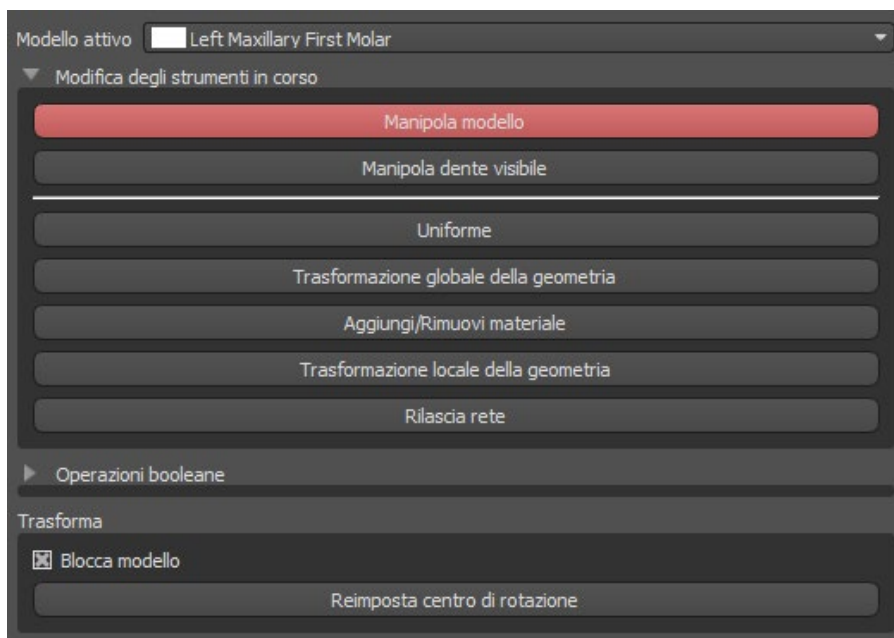 Modello attivo Left Maxillary First Molar
Modifica degli strumenti in corso
Manipola modello
Manipola dente visibile
Uniforme
Trasformazione globale della geometria
Aggiungi/Rimuovi materiale
Trasformazione locale della geometria
Rilascia rete
Operazioni booleane
Trasforma
Blocca modello
Reimposta centro di rotazione